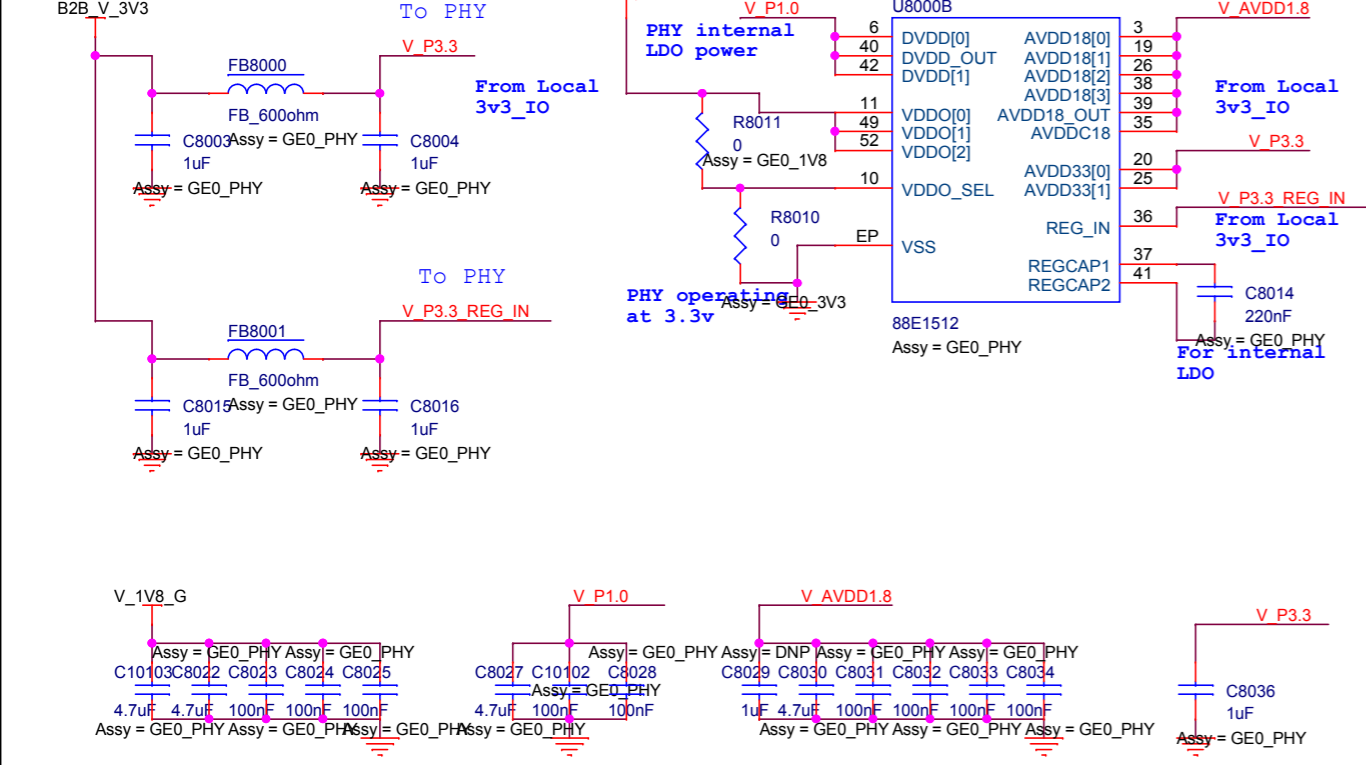 B2B_V_3V3
To PHY
V_P3.3
FB8000
FB_600ohm
Assy = GE0_PHY
From Local
3v3_IO
C8003
1uF
Assy = GE0_PHY
C8004
1uF
Assy = GE0_PHY
To PHY
V_P3.3_REG_IN
FB8001
FB_600ohm
Assy = GE0_PHY
C8015
1uF
Assy = GE0_PHY
C8016
1uF
Assy = GE0_PHY
PHY internal
LDO power
V_P1.0
U8000B
V_AVDD1.8
6 DVDD[0] AVDD18[0] 3
40 DVDD_OUT AVDD18[1] 19
42 DVDD[1] AVDD18[2] 26
AVDD18[3] 38
11 VDDO[0] AVDD18_OUT 39
49 VDDO[1] AVDDC18 35
52 VDDO[2]
AVDD33[0] 20
10 VDDO_SEL AVDD33[1] 25
REG_IN 36
EP VSS
REGCAP1 37
REGCAP2 41
R8011
0
Assy = GE0_1V8
R8010
0
Assy = GE0_3V3
PHY operating
at 3.3v
88E1512
Assy = GE0_PHY
From Local
3v3_IO
V_P3.3
V_P3.3_REG_IN
From Local
3v3_IO
C8014
220nF
Assy = GE0_PHY
For internal
LDO
V_1V8_G
Assy = GE0_PHY Assy = GE0_PHY
C10103 C8022 C8023 C8024 C8025
4.7uF 4.7uF 100nF 100nF 100nF
Assy = GE0_PHY Assy = GE0_PHY Assy = GE0_PHY
V_P1.0
Assy = GE0_PHY
C8027 C10102 C8028
Assy = GE0_PHY
4.7uF 100nF 100nF
Assy = GE0_PHY
V_AVDD1.8
Assy = DNP Assy = GE0_PHY Assy = GE0_PHY
C8029 C8030 C8031 C8032 C8033 C8034
1uF 4.7uF 100nF 100nF 100nF 100nF
Assy = GE0_PHY Assy = GE0_PHY Assy = GE0_PHY
V_P3.3
C8036
1uF
Assy = GE0_PHY